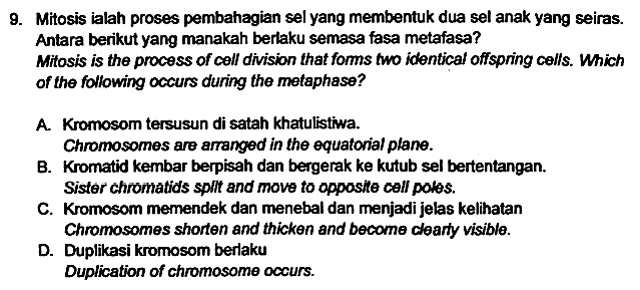 9. Mitosis ialah proses pembahagian sel yang membentuk dua sel anak yang seiras.
Antara berikut yang manakah berlaku semasa fasa metafasa?
Mitosis is the process of cell division that forms two identical offspring cells. Which
of the following occurs during the metaphase?
A. Kromosom tersusun di satah khatulistiwa.
Chromosomes are arranged in the equatorial plane.
B. Kromatid kembar berpisah dan bergerak ke kutub sel bertentangan.
Sister chromatids split and move to opposite cell poles.
C. Kromosom memendek dan menebal dan menjadi jelas kelihatan
Chromosomes shorten and thicken and become clearly visible.
D. Duplikasi kromosom berlaku
Duplication of chromosome occurs.